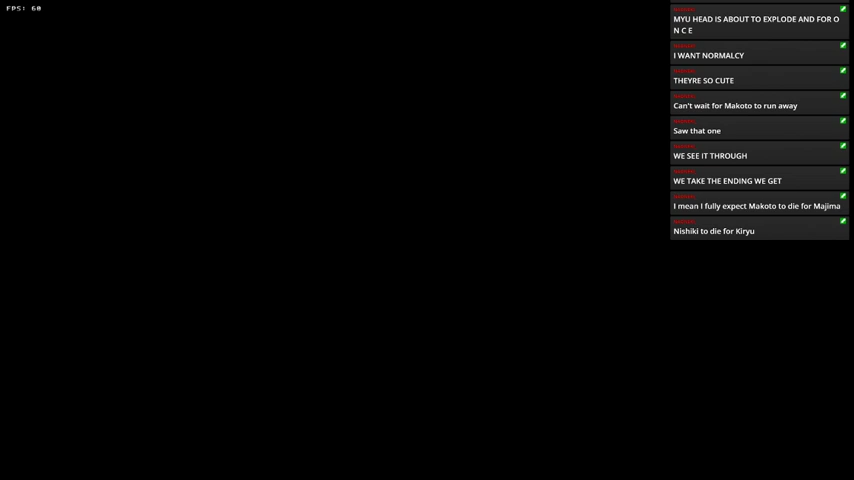 FPS: 60
MYU HEAD IS ABOUT TO EXPLODE AND FOR O
N C E
I WANT NORMALCY
THEYRE SO CUTE
Can't wait for Makoto to run away
Saw that one
WE SEE IT THROUGH
WE TAKE THE ENDING WE GET
I mean I fully expect Makoto to die for Majima
Nishiki to die for Kiryu